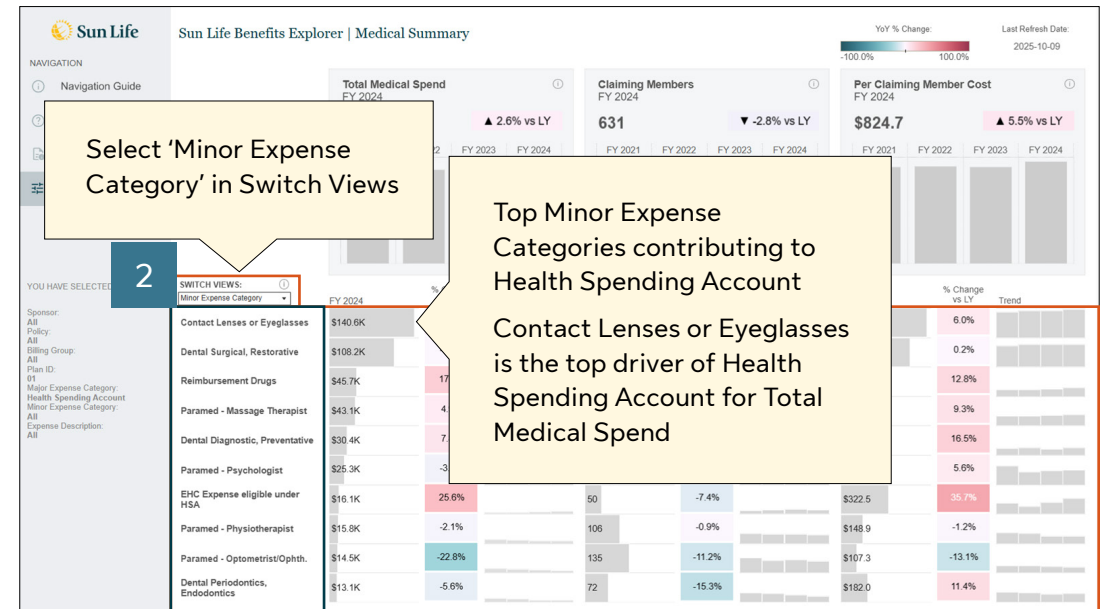 Sun Life
Sun Life Benefits Explorer | Medical Summary
YoY % Change:
-100.0%
100.0%
Last Refresh Date:
2025-10-09
NAVIGATION
Navigation Guide
Total Medical Spend
FY 2024
▲ 2.6% vs LY
FY 2023 FY 2024
Claiming Members
FY 2024
631
▼ -2.8% vs LY
FY 2021 FY 2022 FY 2023 FY 2024
Per Claiming Member Cost
FY 2024
$824.7
▲ 5.5% vs LY
FY 2021 FY 2022 FY 2023 FY 2024
Select ‘Minor Expense
Category’ in Switch Views
Top Minor Expense
Categories contributing to
Health Spending Account
Contact Lenses or Eyeglasses
is the top driver of Health
Spending Account for Total
Medical Spend
2
YOU HAVE SELECTED
Sponsor:
All
Policy:
All
Billing Group:
All
Plan ID:
01
Major Expense Category:
Health Spending Account
Minor Expense Category:
All
Expense Description:
All
SWITCH VIEWS:
Minor Expense Category
FY 2024
% Change
vs LY
Trend
Contact Lenses or Eyeglasses $140.6K 6.0%
Dental Surgical, Restorative $108.2K 0.2%
Reimbursement Drugs $45.7K 17 12.8%
Paramed - Massage Therapist $43.1K 4. 9.3%
Dental Diagnostic, Preventative $30.4K 7. 16.5%
Paramed - Psychologist $25.3K -3 5.6%
EHC Expense eligible under
HSA
$16.1K 25.6% 50 -7.4% $322.5 35.7%
Paramed - Physiotherapist $15.8K -2.1% 106 -0.9% $148.9 -1.2%
Paramed - Optometrist/Ophth. $14.5K -22.8% 135 -11.2% $107.3 -13.1%
Dental Periodontics,
Endodontics
$13.1K -5.6% 72 -15.3% $182.0 11.4%